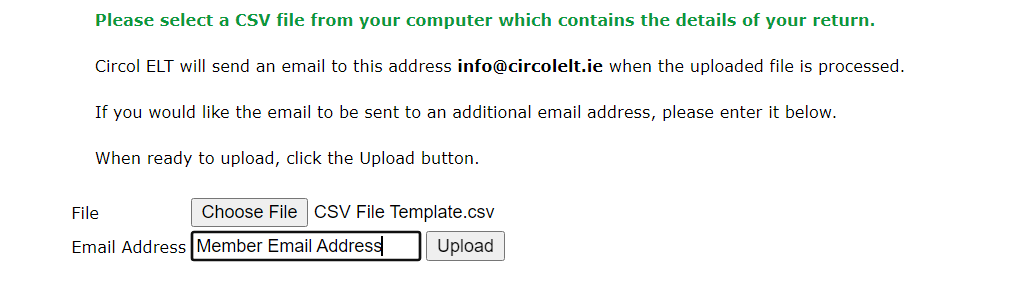 Please select a CSV file from your computer which contains the details of your return.
Circol ELT will send an email to this address info@circolelt.ie when the uploaded file is processed.
If you would like the email to be sent to an additional email address, please enter it below.
When ready to upload, click the Upload button.
File Choose File CSV File Template.csv
Email Address Member Email Address Upload